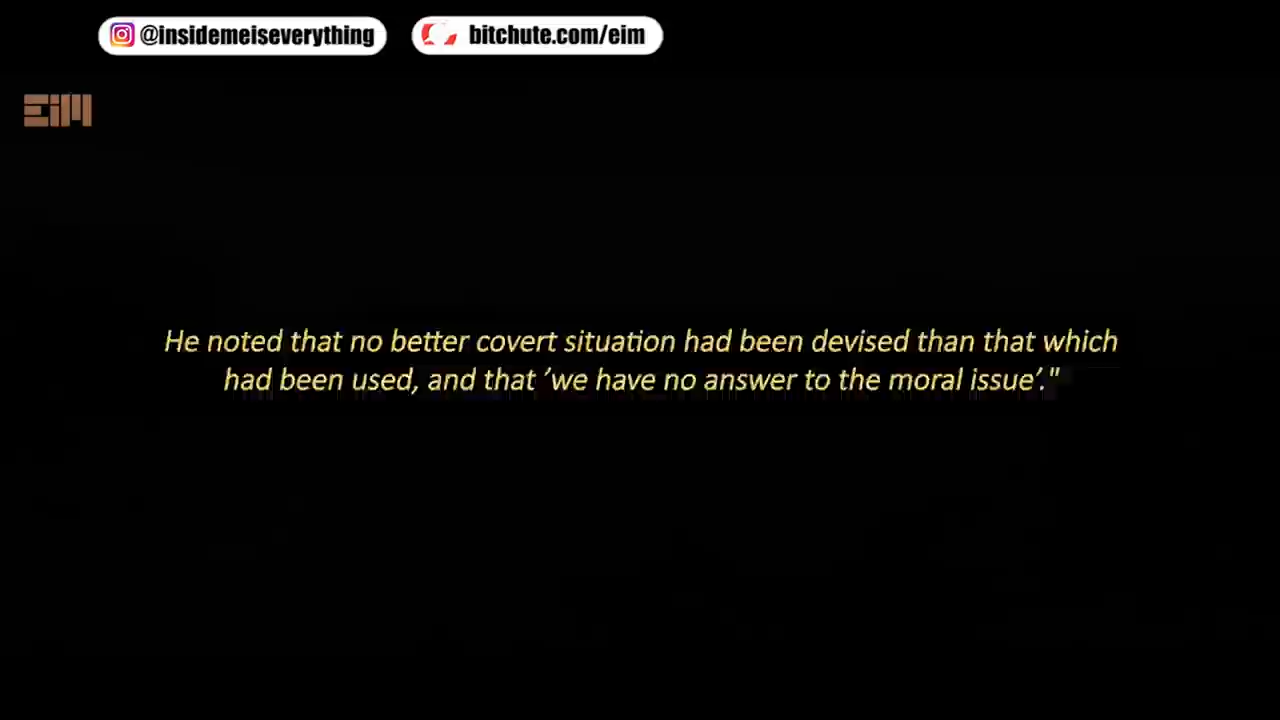 @insidemeiseverything bitchute.com/eim
EiM
He noted that no better covert situation had been devised than that which
had been used, and that ’we have no answer to the moral issue’."